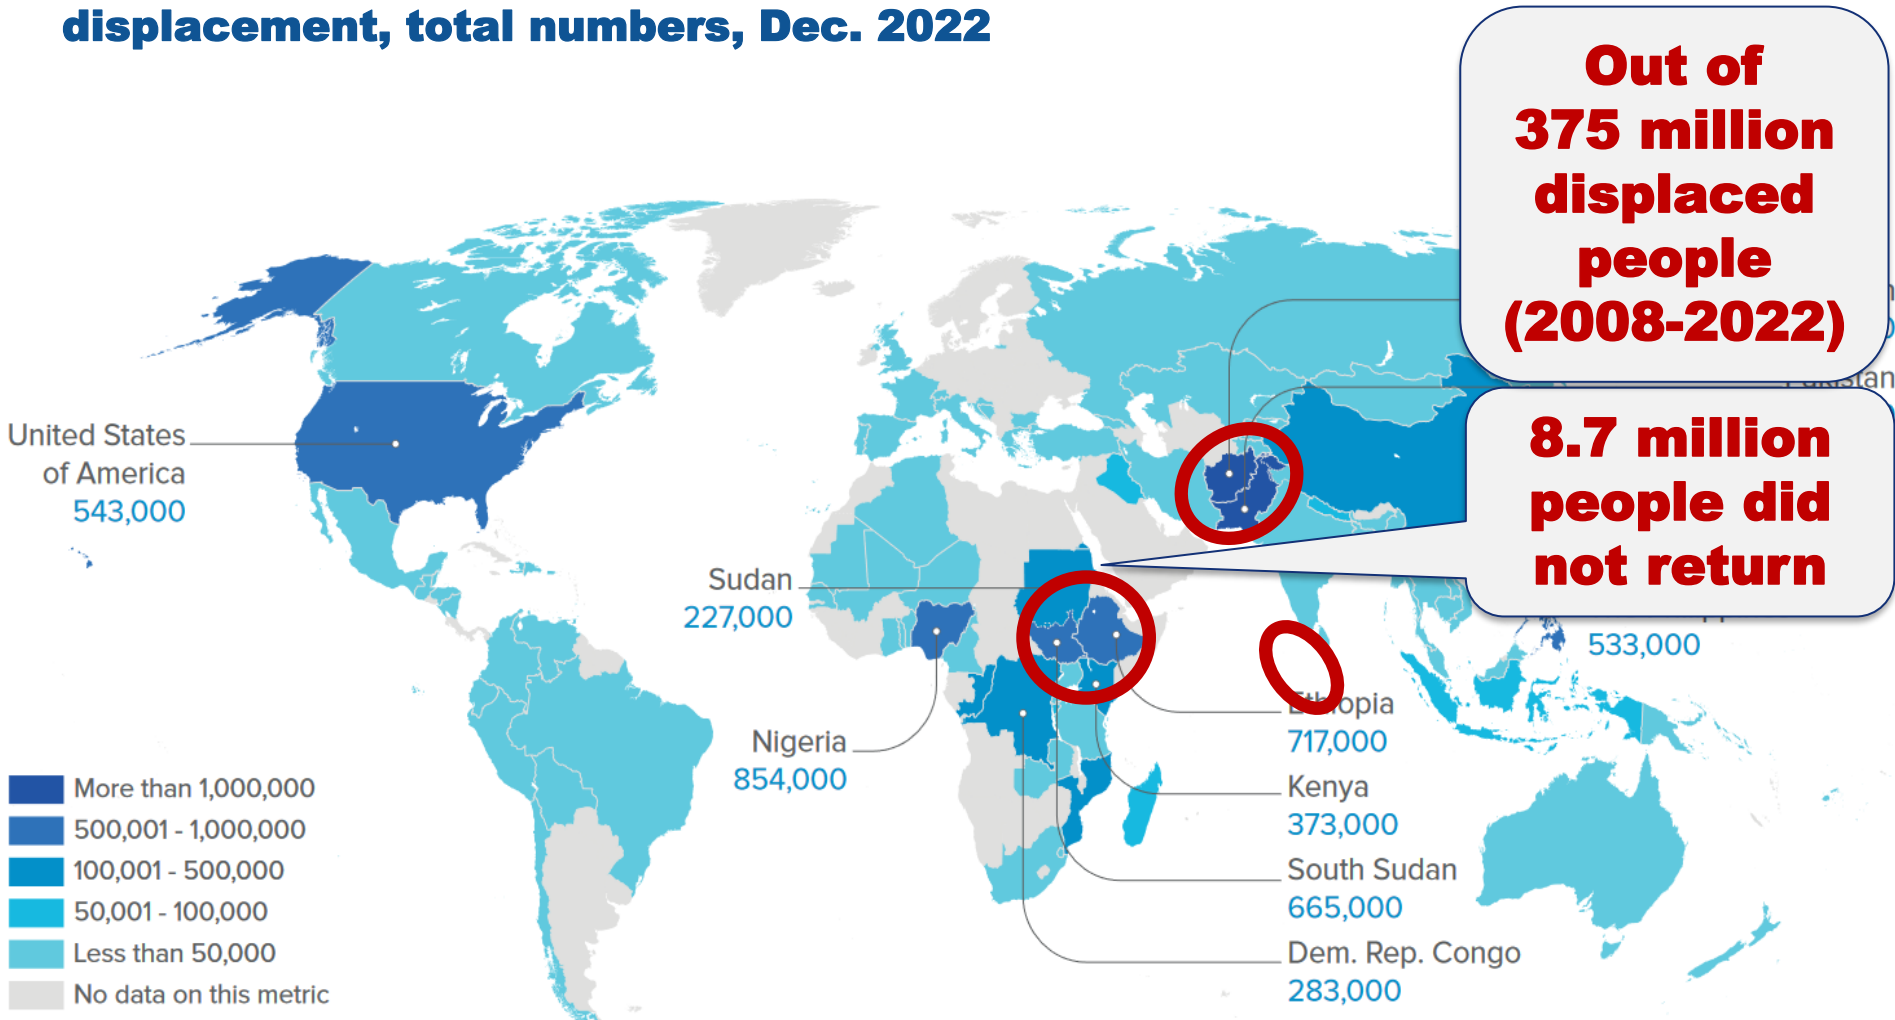 displacement, total numbers, Dec. 2022
Out of
375 million
displaced
people
(2008-2022)
8.7 million
people did
not return
United States
of America
543,000
Sudan
227,000
533,000
Nigeria
854,000
Ethiopia
717,000
Kenya
373,000
South Sudan
665,000
Dem. Rep. Congo
283,000
More than 1,000,000
500,001 - 1,000,000
100,001 - 500,000
50,001 - 100,000
Less than 50,000
No data on this metric